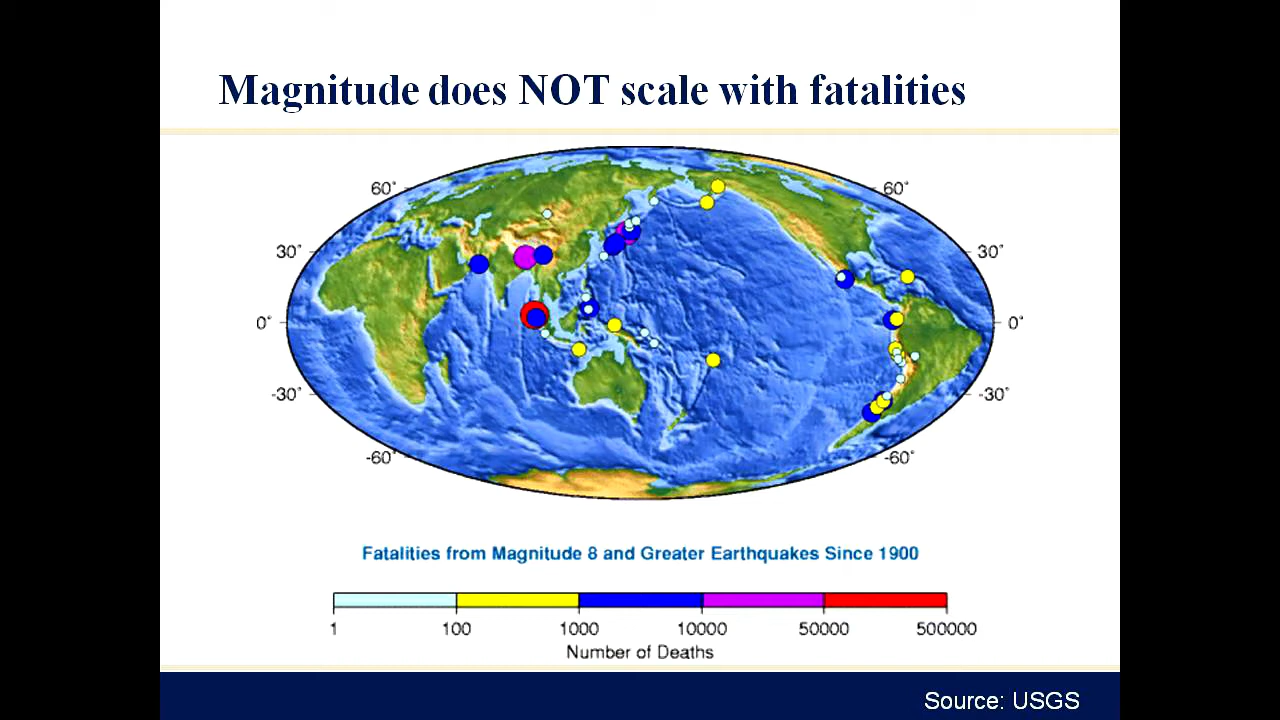 Magnitude does NOT scale with fatalities
60° 60°
30° 30°
0° 0°
-30° -30°
-60° -60°
Fatalities from Magnitude 8 and Greater Earthquakes Since 1900
1 100 1000 10000 50000 500000
Number of Deaths
Source: USGS